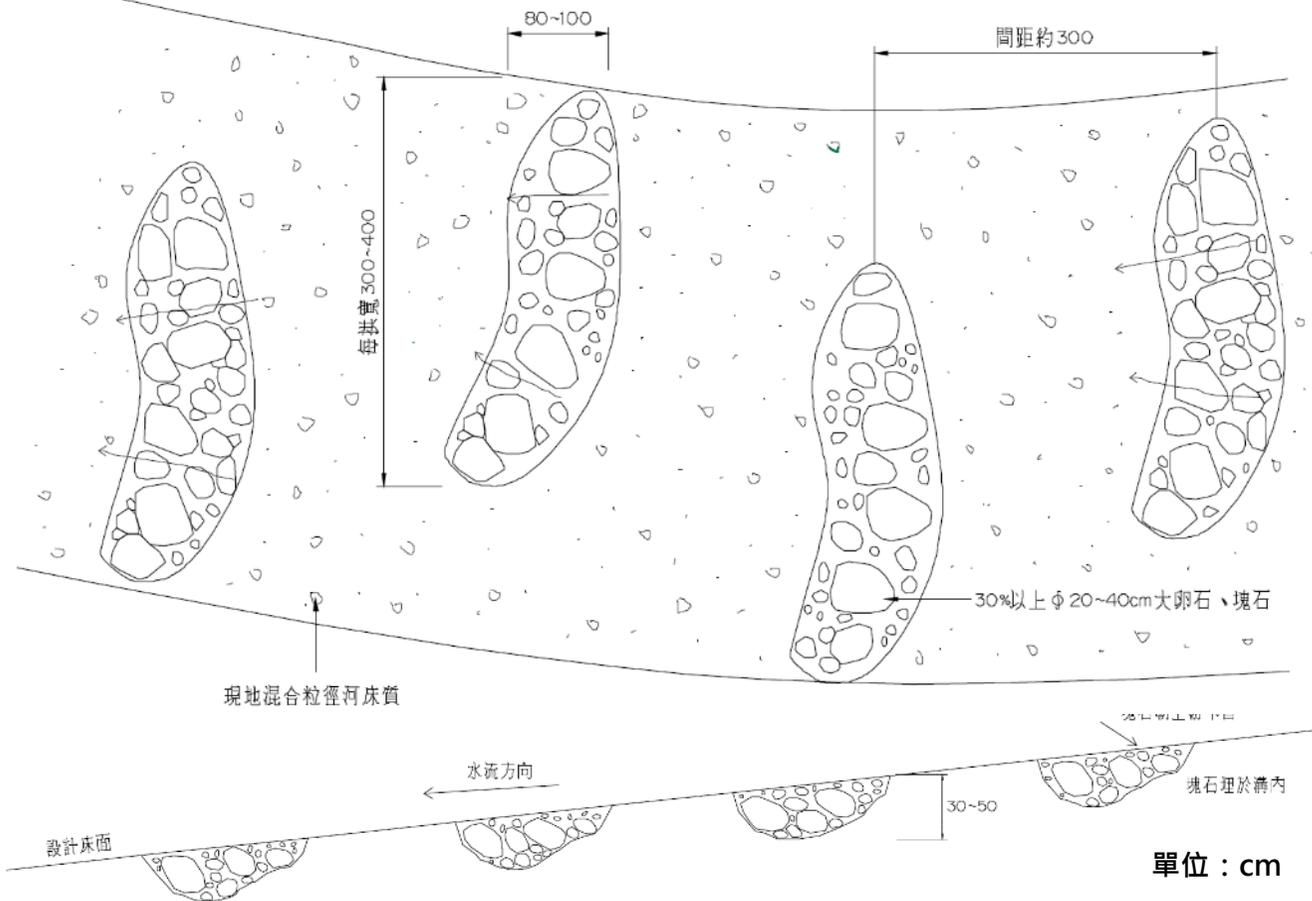 80~100
間距約300
每拱寬300~400
30%以上ϕ20~40cm大卵石、塊石
現地混合粒徑河床質
水流方向
30~50
塊石埋於溝內
設計床面
單位：cm